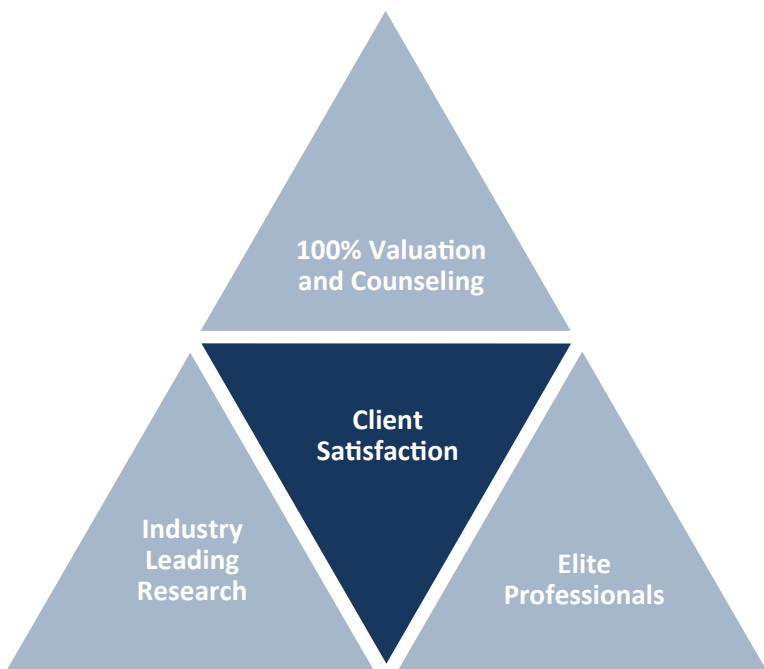 100% Valuation
and Counseling
Client
Satisfaction
Industry
Leading
Research
Elite
Professionals